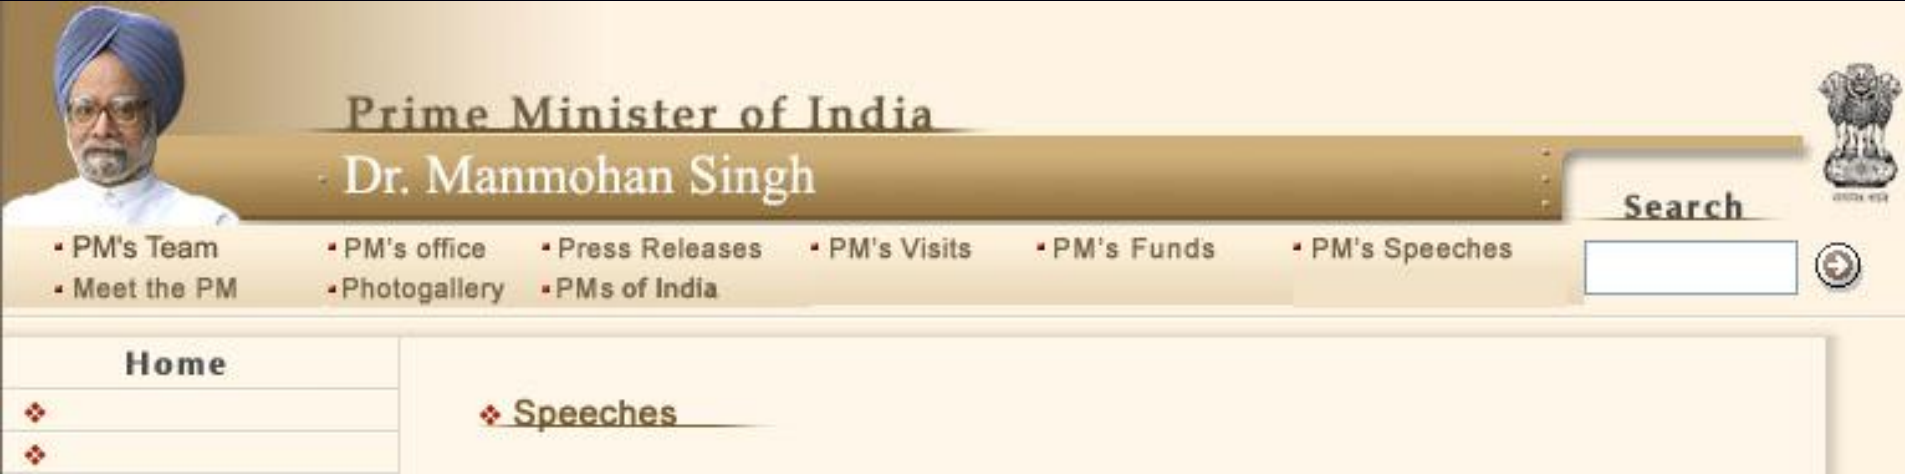 Prime Minister of India
Dr. Manmohan Singh
Search
PM's Team PM's office Press Releases PM's Visits PM's Funds PM's Speeches
Meet the PM Photogallery PMs of India
Home
Speeches